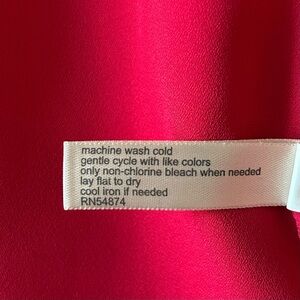 machine wash cold
gentle cycle with like colors
only non-chlorine bleach when needed
lay flat to dry
cool iron if needed
RN54874